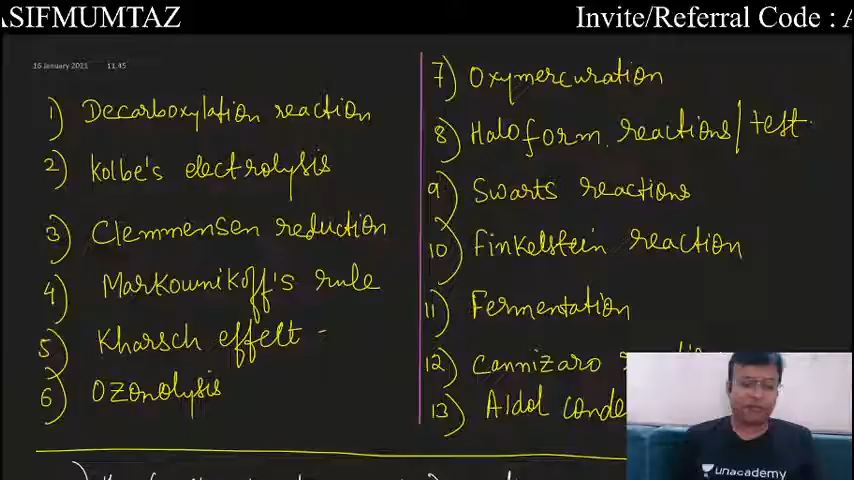 ASIFMUMTAZ
Invite/Referral Code : A
16 January 2021 11:45
1) Decarboxylation reaction
2) Kolbe's electrolysis
3) Clemmensen reduction
4) Markounikoff's rule
5) Kharsch effelt -
6) Ozonolysis
7) Oxymercuration
8) Haloform reactions/test
9) Swarts reactions
10) Finkelstein reaction
11) Fermentation
12) Cannizaro
13) Aldol conde
unacademy